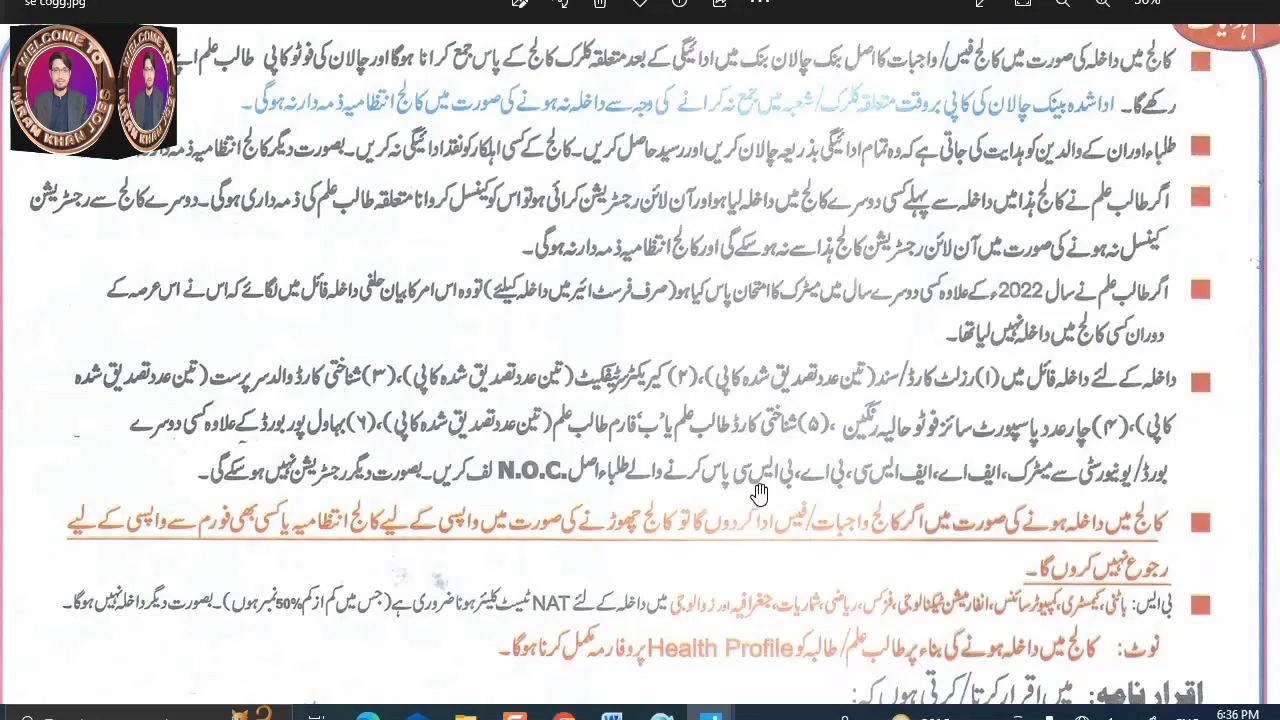 se cogg.jpg
50%
ہدایات
WELCOME TO
IMRAN KHAN JOBS
کالج میں داخلہ کی صورت میں کالج فیس/واجبات کا اصل بنک چالان بنک میں ادائیگی کے بعد متعلقہ کلرک کالج کے پاس جمع کرانا ہوگا اور چالان کی فوٹو کاپی طالب علم اپنے
رکھے گا۔ ادا شدہ بینک چالان کی کاپی بروقت متعلقہ کلرک/شعبہ میں جمع نہ کرانے کی وجہ سے داخلہ نہ ہونے کی صورت میں کالج انتظامیہ ذمہ دار نہ ہوگی۔
طلباء اور ان کے والدین کو ہدایت کی جاتی ہے کہ وہ تمام ادائیگی بذریعہ چالان کریں اور رسید حاصل کریں۔ کالج کے کسی اہلکار کو نقد ادائیگی نہ کریں۔ بصورت دیگر کالج انتظامیہ ذمہ
اگر طالب علم نے کالج ہذا میں داخلہ سے پہلے کسی دوسرے کالج میں داخلہ لیا ہو اور آن لائن رجسٹریشن کرائی ہو تو اس کو کینسل کروانا متعلقہ طالب علم کی ذمہ داری ہوگی۔ دوسرے کالج سے رجسٹریشن
کینسل نہ ہونے کی صورت میں آن لائن رجسٹریشن کالج ہذا سے نہ ہو سکے گی اور کالج انتظامیہ ذمہ دار نہ ہوگی۔
اگر طالب علم نے سال 2022ء کے علاوہ کسی دوسرے سال میں میٹرک کا امتحان پاس کیا ہو (صرف فرسٹ ائیر میں داخلہ کیلئے) تو وہ اس امر کا بیان حلفی داخلہ فائل میں لگائے کہ اس نے اس عرصہ کے
دوران کسی کالج میں داخلہ نہیں لیا تھا۔
داخلہ کے لئے داخلہ فائل میں (۱) رزلٹ کارڈ/سند (تین عدد تصدیق شدہ کاپی)، (۲) کیریکٹر سرٹیفکیٹ (تین عدد تصدیق شدہ کاپی)، (۳) شناختی کارڈ والد سرپرست (تین عدد تصدیق شدہ
کاپی)، (۴) چار عدد پاسپورٹ سائز فوٹو حالیہ رنگین، (۵) شناختی کارڈ طالب علم یا 'ب' فارم طالب علم (تین عدد تصدیق شدہ کاپی)، (۶) بہاول پور بورڈ کے علاوہ کسی دوسرے
بورڈ/یونیورسٹی سے میٹرک، ایف اے، ایف ایس سی، بی اے، بی ایس سی پاس کرنے والے طلباء اصل N.O.C. لف کریں۔ بصورت دیگر رجسٹریشن نہیں ہو سکے گی۔
کالج میں داخلہ ہونے کی صورت میں اگر کالج واجبات/فیس ادا کردوں گا تو کالج چھوڑنے کی صورت میں واپسی کے لیے کالج انتظامیہ یا کسی بھی فورم سے واپسی کے لیے
رجوع نہیں کروں گا۔
بی ایس: باٹنی، کیمسٹری، کمپیوٹر سائنس، انفارمیشن ٹیکنالوجی، فزکس، ریاضی، شماریات، جغرافیہ اور زوالوجی میں داخلہ کے لئے NAT ٹیسٹ کلیئر ہونا ضروری ہے (جس میں کم از کم 50% نمبر ہوں)۔ بصورت دیگر داخلہ نہیں ہوگا۔
نوٹ: کالج میں داخلہ ہونے کی بناء پر طالب علم/طالبہ کو Health Profile پروفارمہ مکمل کرنا ہوگا۔
اقرار نامہ: میں اقرار کرتا/کرتی ہوں کہ:
6:36 PM